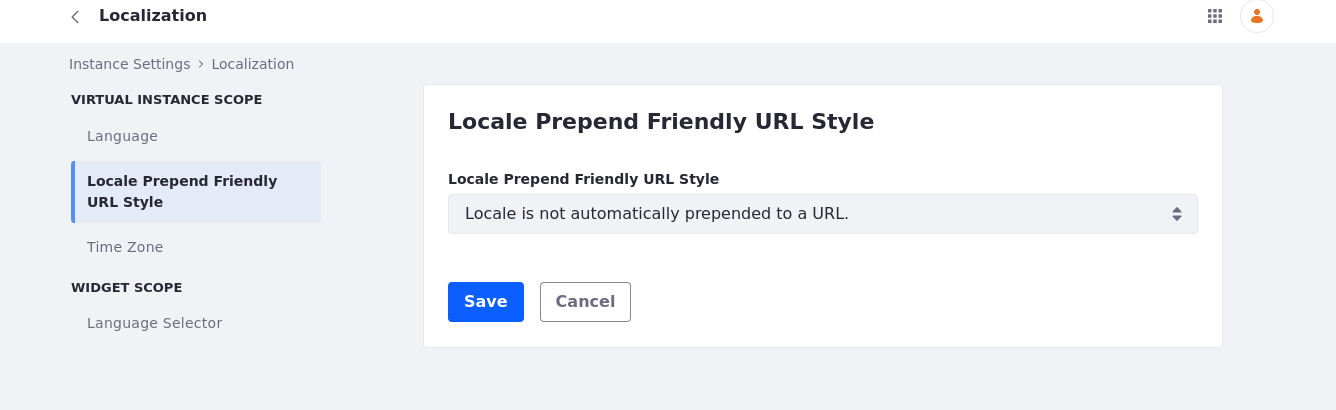 Localization
Instance Settings > Localization
VIRTUAL INSTANCE SCOPE
Language
Locale Prepend Friendly
URL Style
Time Zone
WIDGET SCOPE
Language Selector
Locale Prepend Friendly URL Style
Locale Prepend Friendly URL Style
Locale is not automatically prepended to a URL.
Save
Cancel